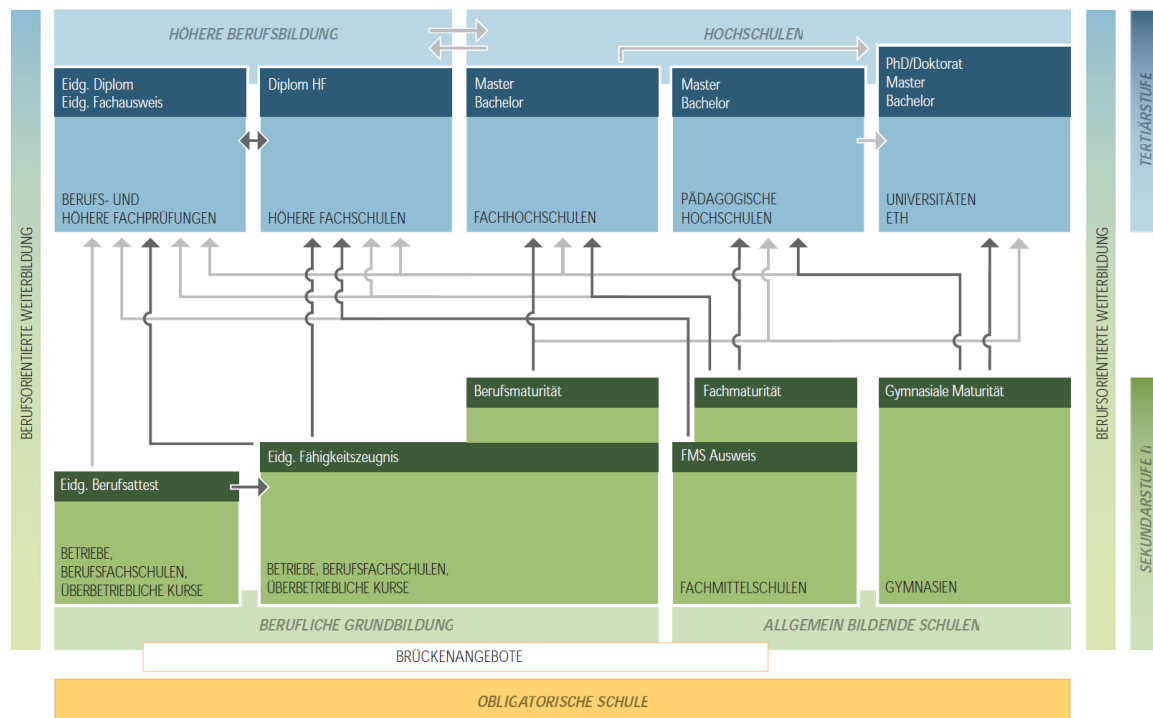 HÖHERE BERUFSBILDUNG
HOCHSCHULEN
Eidg. Diplom
Eidg. Fachausweis
Diplom HF
Master
Bachelor
Master
Bachelor
PhD/Doktorat
Master
Bachelor
BERUFS- UND
HÖHERE FACHPRÜFUNGEN
HÖHERE FACHSCHULEN
FACHHOCHSCHULEN
PÄDAGOGISCHE
HOCHSCHULEN
UNIVERSITÄTEN
ETH
TERTIÄRSTUFE
BERUFSORIENTIERTE WEITERBILDUNG
BERUFSORIENTIERTE WEITERBILDUNG
Berufsmaturität
Fachmaturität
Gymnasiale Maturität
Eidg. Fähigkeitszeugnis
FMS Ausweis
Eidg. Berufsattest
BETRIEBE,
BERUFSFACHSCHULEN,
ÜBERBETRIEBLICHE KURSE
BETRIEBE, BERUFSFACHSCHULEN,
ÜBERBETRIEBLICHE KURSE
FACHMITTELSCHULEN
GYMNASIEN
SEKUNDARSTUFE II
BERUFLICHE GRUNDBILDUNG
ALLGEMEIN BILDENDE SCHULEN
BRÜCKENANGEBOTE
OBLIGATORISCHE SCHULE